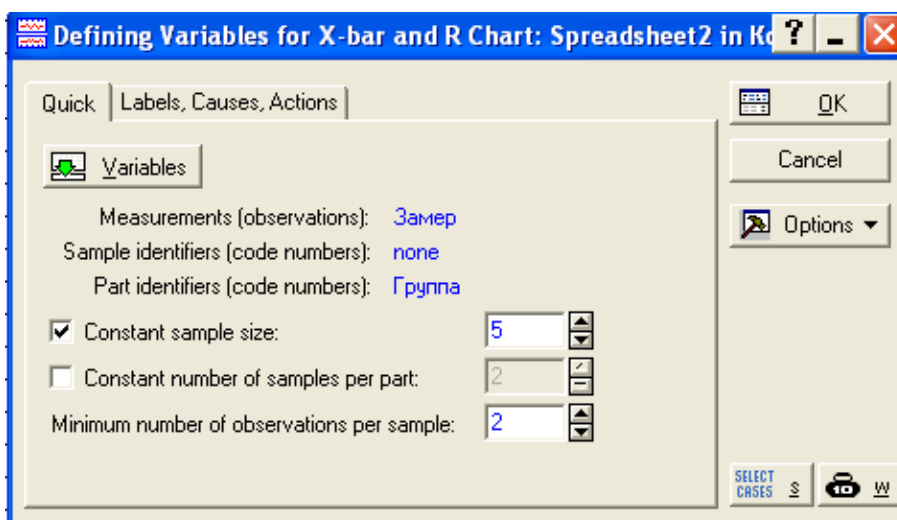 Defining Variables for X-bar and R Chart: Spreadsheet2 in
Quick
Labels, Causes, Actions
OK
Variables
Cancel
Measurements (observations): Замер
Options
Sample identifiers (code numbers): none
Part identifiers (code numbers): Группа
Constant sample size: 5
Constant number of samples per part: 2
Minimum number of observations per sample: 2
SELECT CASES S
W